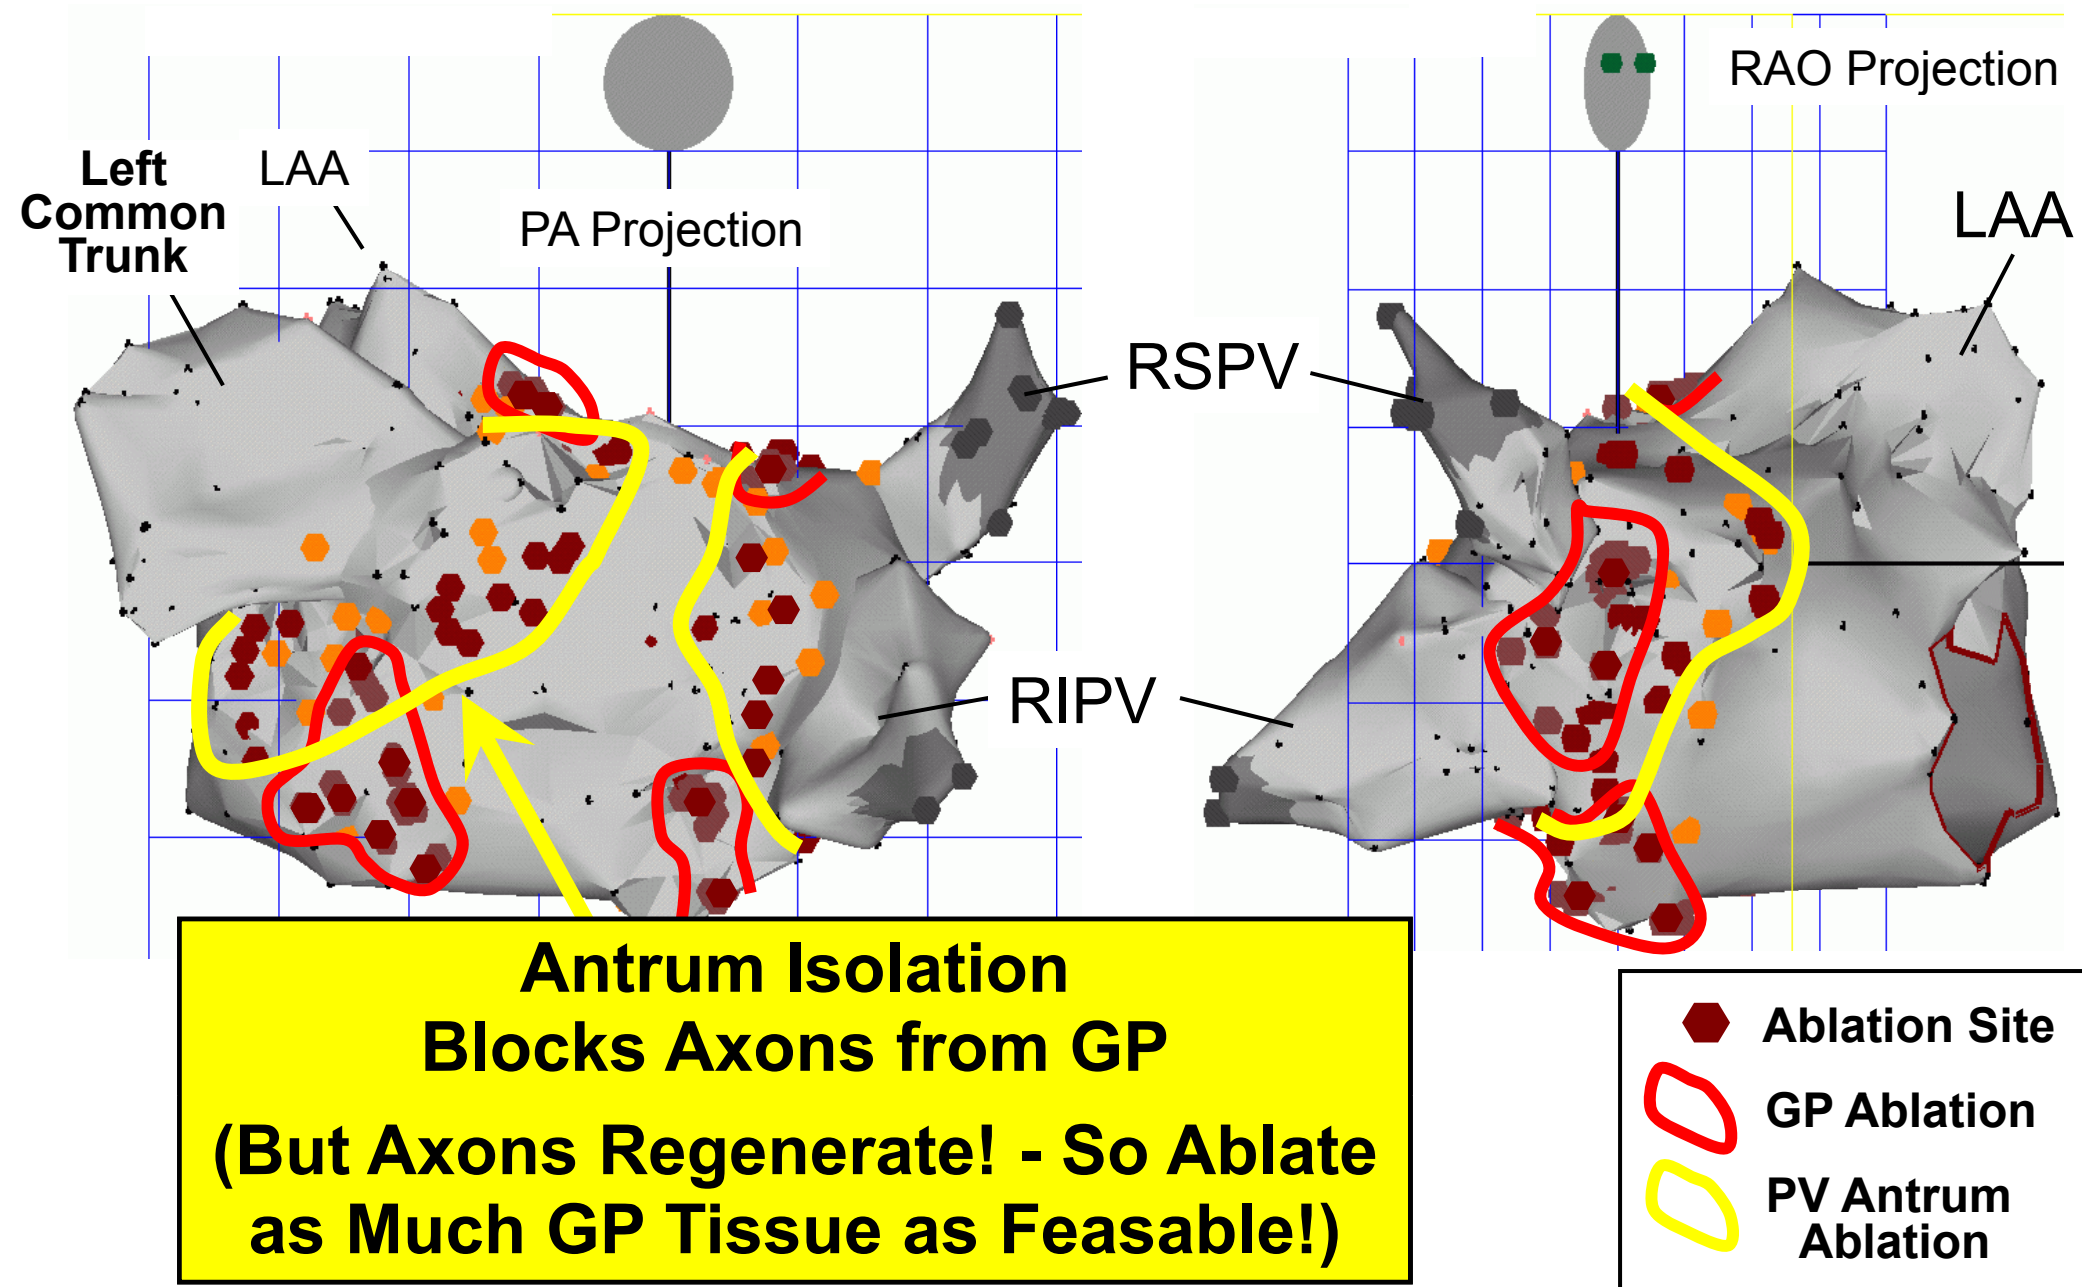 Left
Common
Trunk
LAA
PA Projection
RAO Projection
LAA
RSPV
RIPV
Antrum Isolation
Blocks Axons from GP
(But Axons Regenerate! - So Ablate
as Much GP Tissue as Feasable!)
Ablation Site
GP Ablation
PV Antrum
Ablation